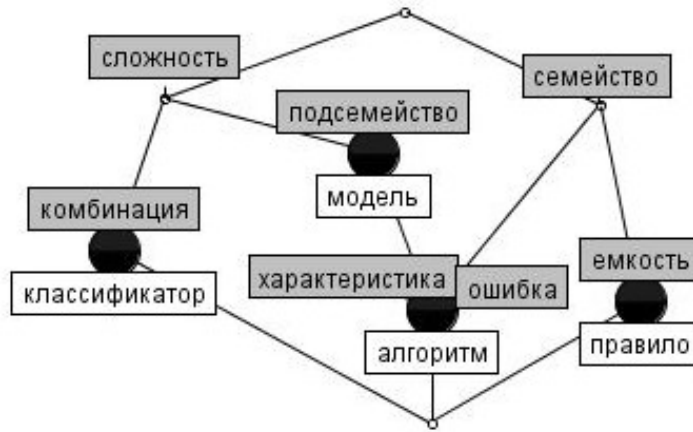 сложность
семейство
подсемейство
модель
комбинация
классификатор
характеристика
ошибка
емкость
алгоритм
правило